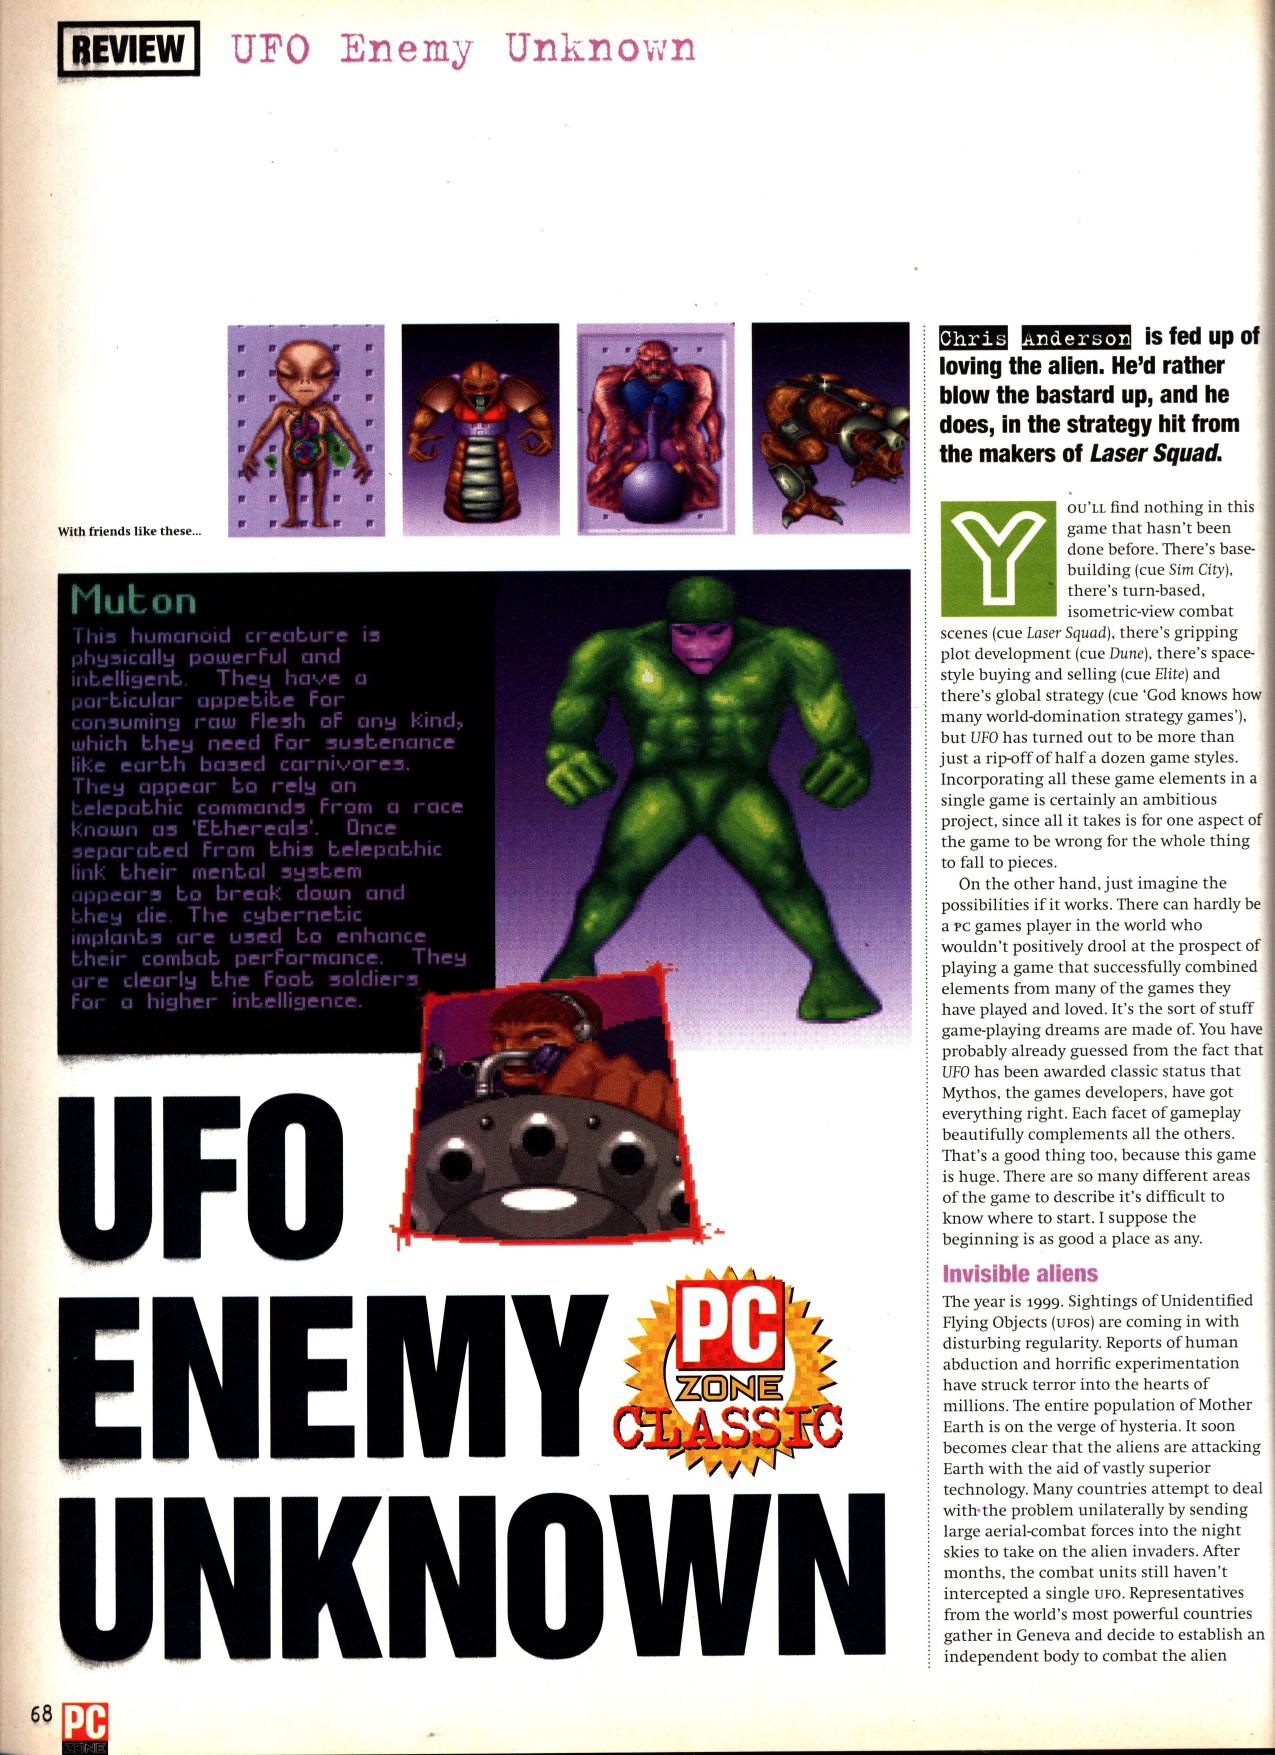 REVIEW UFO Enemy Unknown
With friends like these...
Muton
This humanoid creature is
physically powerful and
intelligent. They have a
particular appetite for
consuming raw flesh of any kind,
which they need for sustenance
like earth based carnivores.
They appear to rely on
telepathic commands from a race
known as 'Ethereals'. Once
separated from this telepathic
link their mental system
appears to break down and
they die. The cybernetic
implants are used to enhance
their combat performance. They
are clearly the foot soldiers
for a higher intelligence.
UFO
ENEMY
UNKNOWN
PC
ZONE
CLASSIC
Chris Anderson is fed up of
loving the alien. He'd rather
blow the bastard up, and he
does, in the strategy hit from
the makers of Laser Squad.
YOU'LL find nothing in this
game that hasn't been
done before. There's base-
building (cue Sim City),
there's turn-based,
isometric-view combat
scenes (cue Laser Squad), there's gripping
plot development (cue Dune), there's space-
style buying and selling (cue Elite) and
there's global strategy (cue 'God knows how
many world-domination strategy games'),
but UFO has turned out to be more than
just a rip-off of half a dozen game styles.
Incorporating all these game elements in a
single game is certainly an ambitious
project, since all it takes is for one aspect of
the game to be wrong for the whole thing
to fall to pieces.
On the other hand, just imagine the
possibilities if it works. There can hardly be
a PC games player in the world who
wouldn't positively drool at the prospect of
playing a game that successfully combined
elements from many of the games they
have played and loved. It's the sort of stuff
game-playing dreams are made of. You have
probably already guessed from the fact that
UFO has been awarded classic status that
Mythos, the games developers, have got
everything right. Each facet of gameplay
beautifully complements all the others.
That's a good thing too, because this game
is huge. There are so many different areas
of the game to describe it's difficult to
know where to start. I suppose the
beginning is as good a place as any.
Invisible aliens
The year is 1999. Sightings of Unidentified
Flying Objects (UFOs) are coming in with
disturbing regularity. Reports of human
abduction and horrific experimentation
have struck terror into the hearts of
millions. The entire population of Mother
Earth is on the verge of hysteria. It soon
becomes clear that the aliens are attacking
Earth with the aid of vastly superior
technology. Many countries attempt to deal
with the problem unilaterally by sending
large aerial-combat forces into the night
skies to take on the alien invaders. After
months, the combat units still haven't
intercepted a single UFO. Representatives
from the world's most powerful countries
gather in Geneva and decide to establish an
independent body to combat the alien
68 PC
ZONE